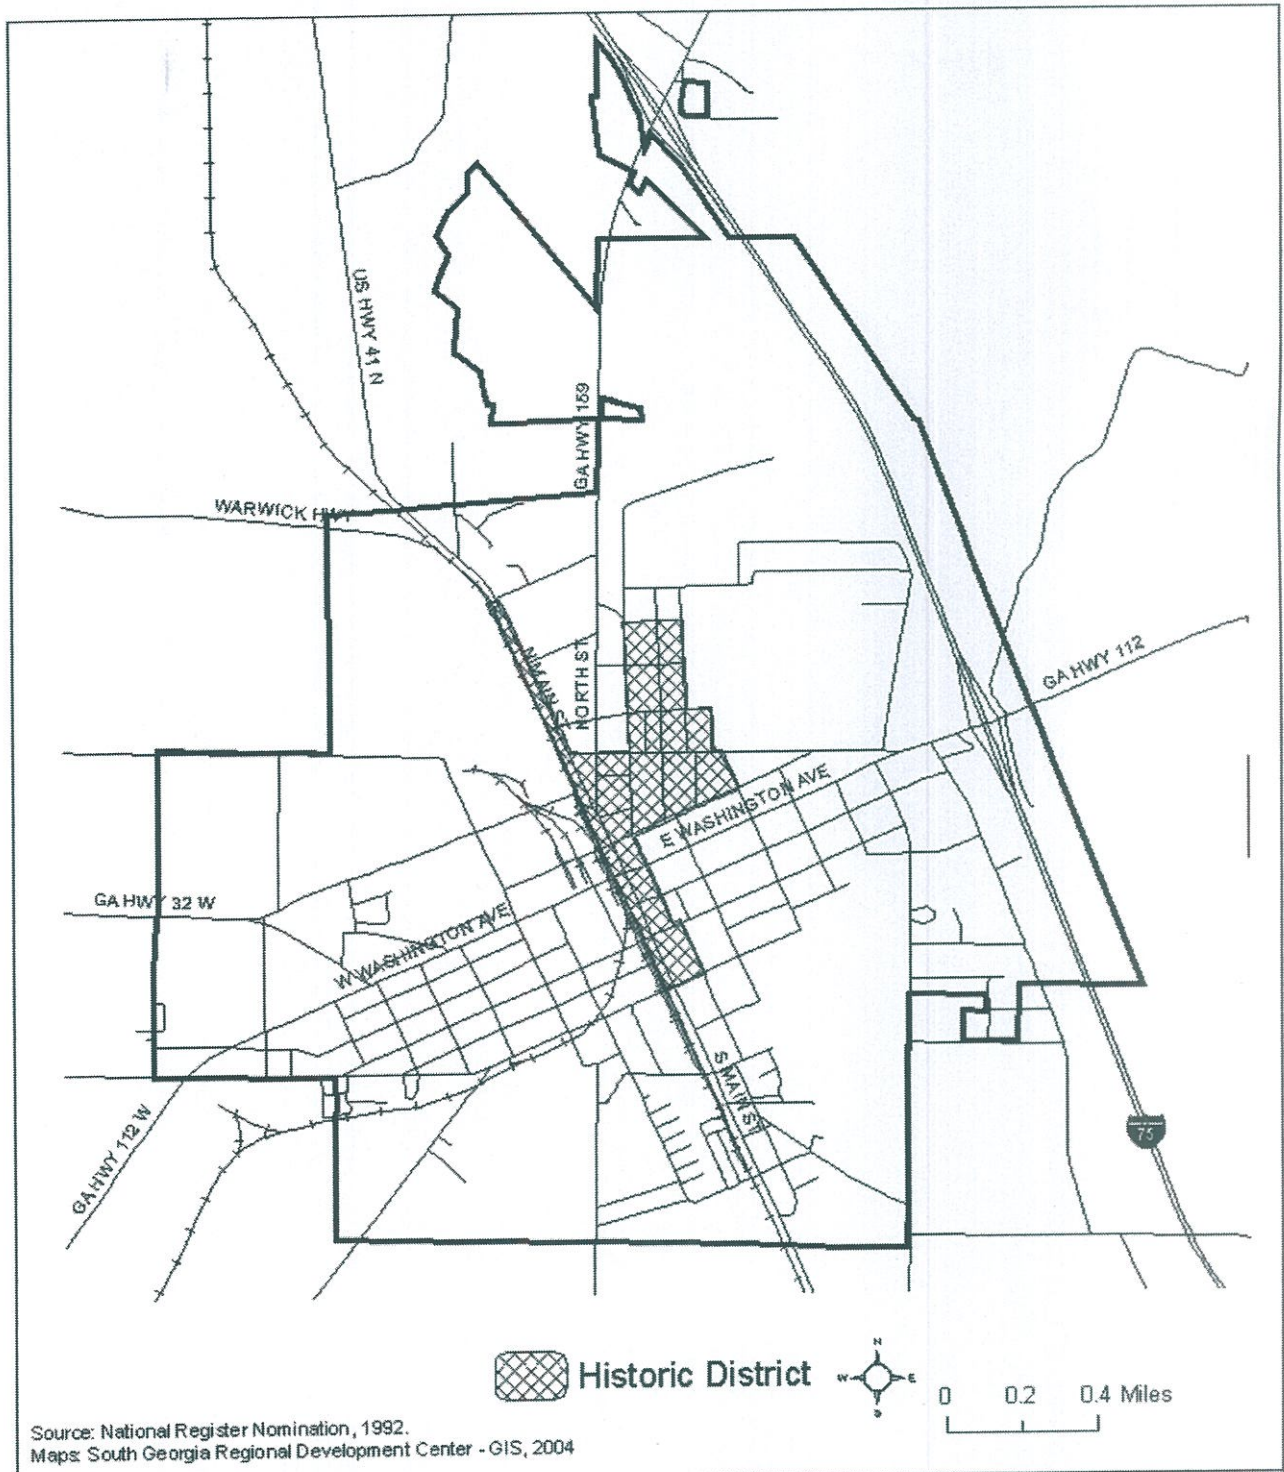 US HWY 41 N
GA HWY 159
WARWICK HWY
N MAIN ST
NORTH ST
GA HWY 112
E WASHINGTON AVE
GA HWY 32 W
W WASHINGTON AVE
S MAIN ST
GA HWY 112 W
75
Historic District
N
W E
S
0 0.2 0.4 Miles
Source: National Register Nomination, 1992.
Maps: South Georgia Regional Development Center - GIS, 2004